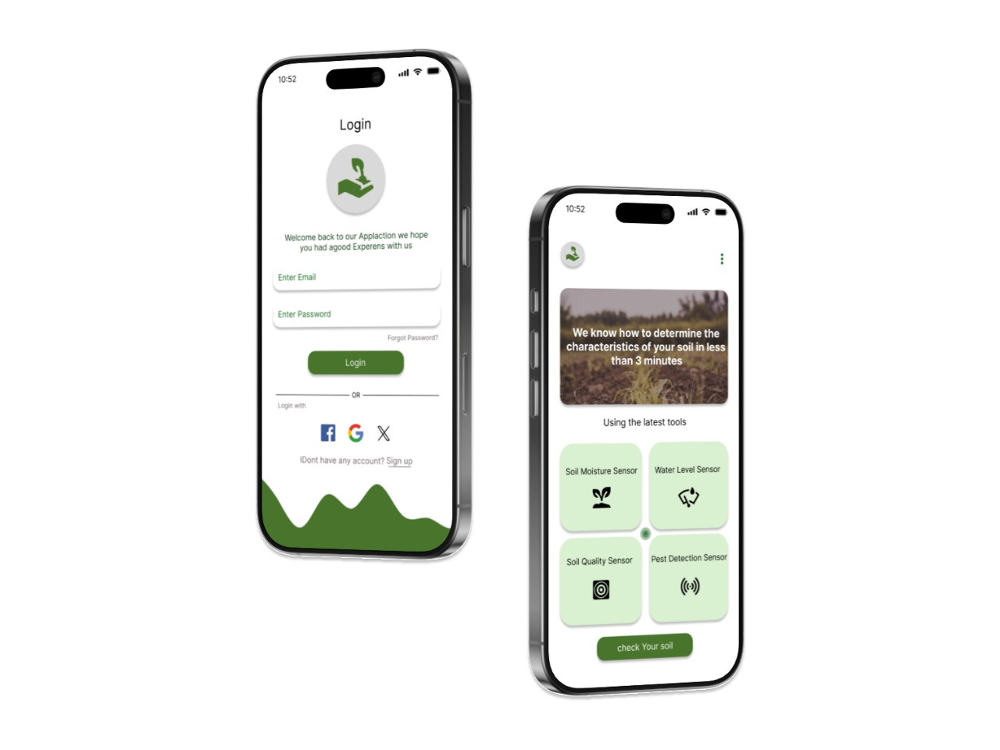 10:52
Login
Welcome back to our Applaction we hope
you had agood Experens with us
Enter Email
Enter Password
Forgot Password?
Login
OR
Login with
IDont have any account? Sign up
10:52
We know how to determine the
characteristics of your soil in less
than 3 minutes
Using the latest tools
Soil Moisture Sensor
Water Level Sensor
Soil Quality Sensor
Pest Detection Sensor
check Your soil